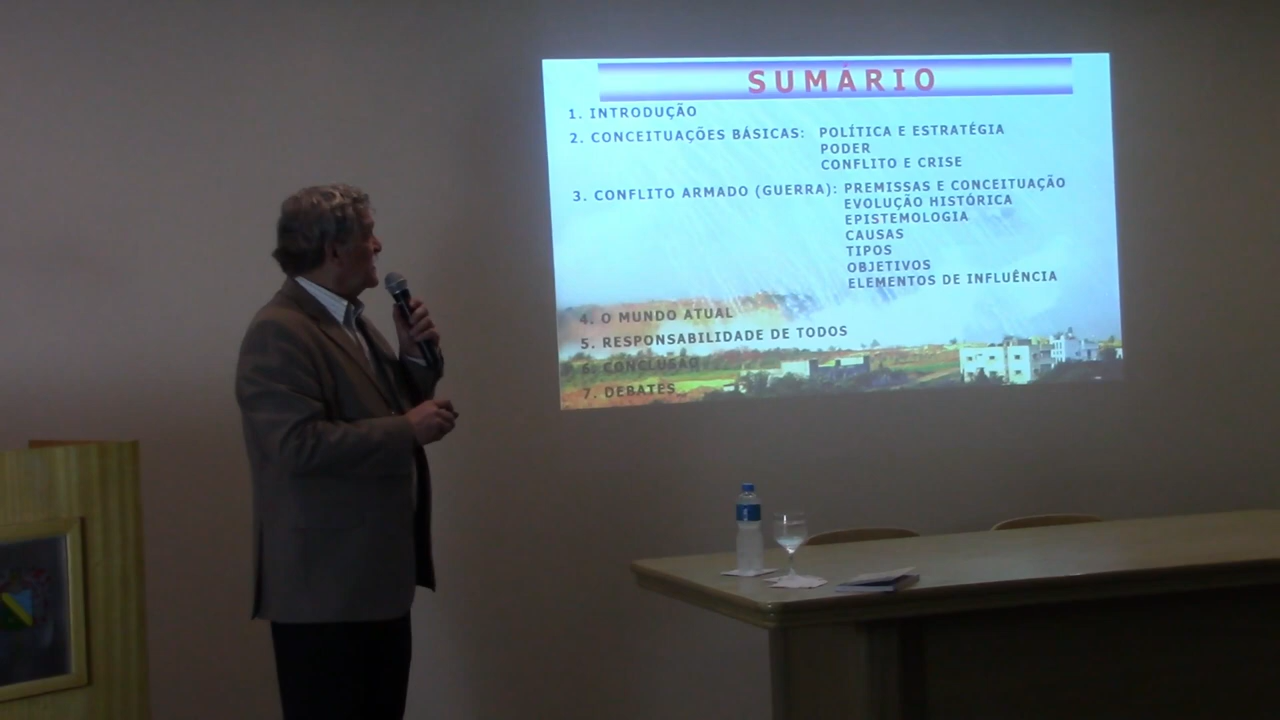 SUMÁRIO
1. INTRODUÇÃO
2. CONCEITUAÇÕES BÁSICAS: POLÍTICA E ESTRATÉGIA
PODER
CONFLITO E CRISE
3. CONFLITO ARMADO (GUERRA): PREMISSAS E CONCEITUAÇÃO
EVOLUÇÃO HISTÓRICA
EPISTEMOLOGIA
CAUSAS
TIPOS
OBJETIVOS
ELEMENTOS DE INFLUÊNCIA
4. O MUNDO ATUAL
5. RESPONSABILIDADE DE TODOS
6. CONCLUSÃO
7. DEBATES